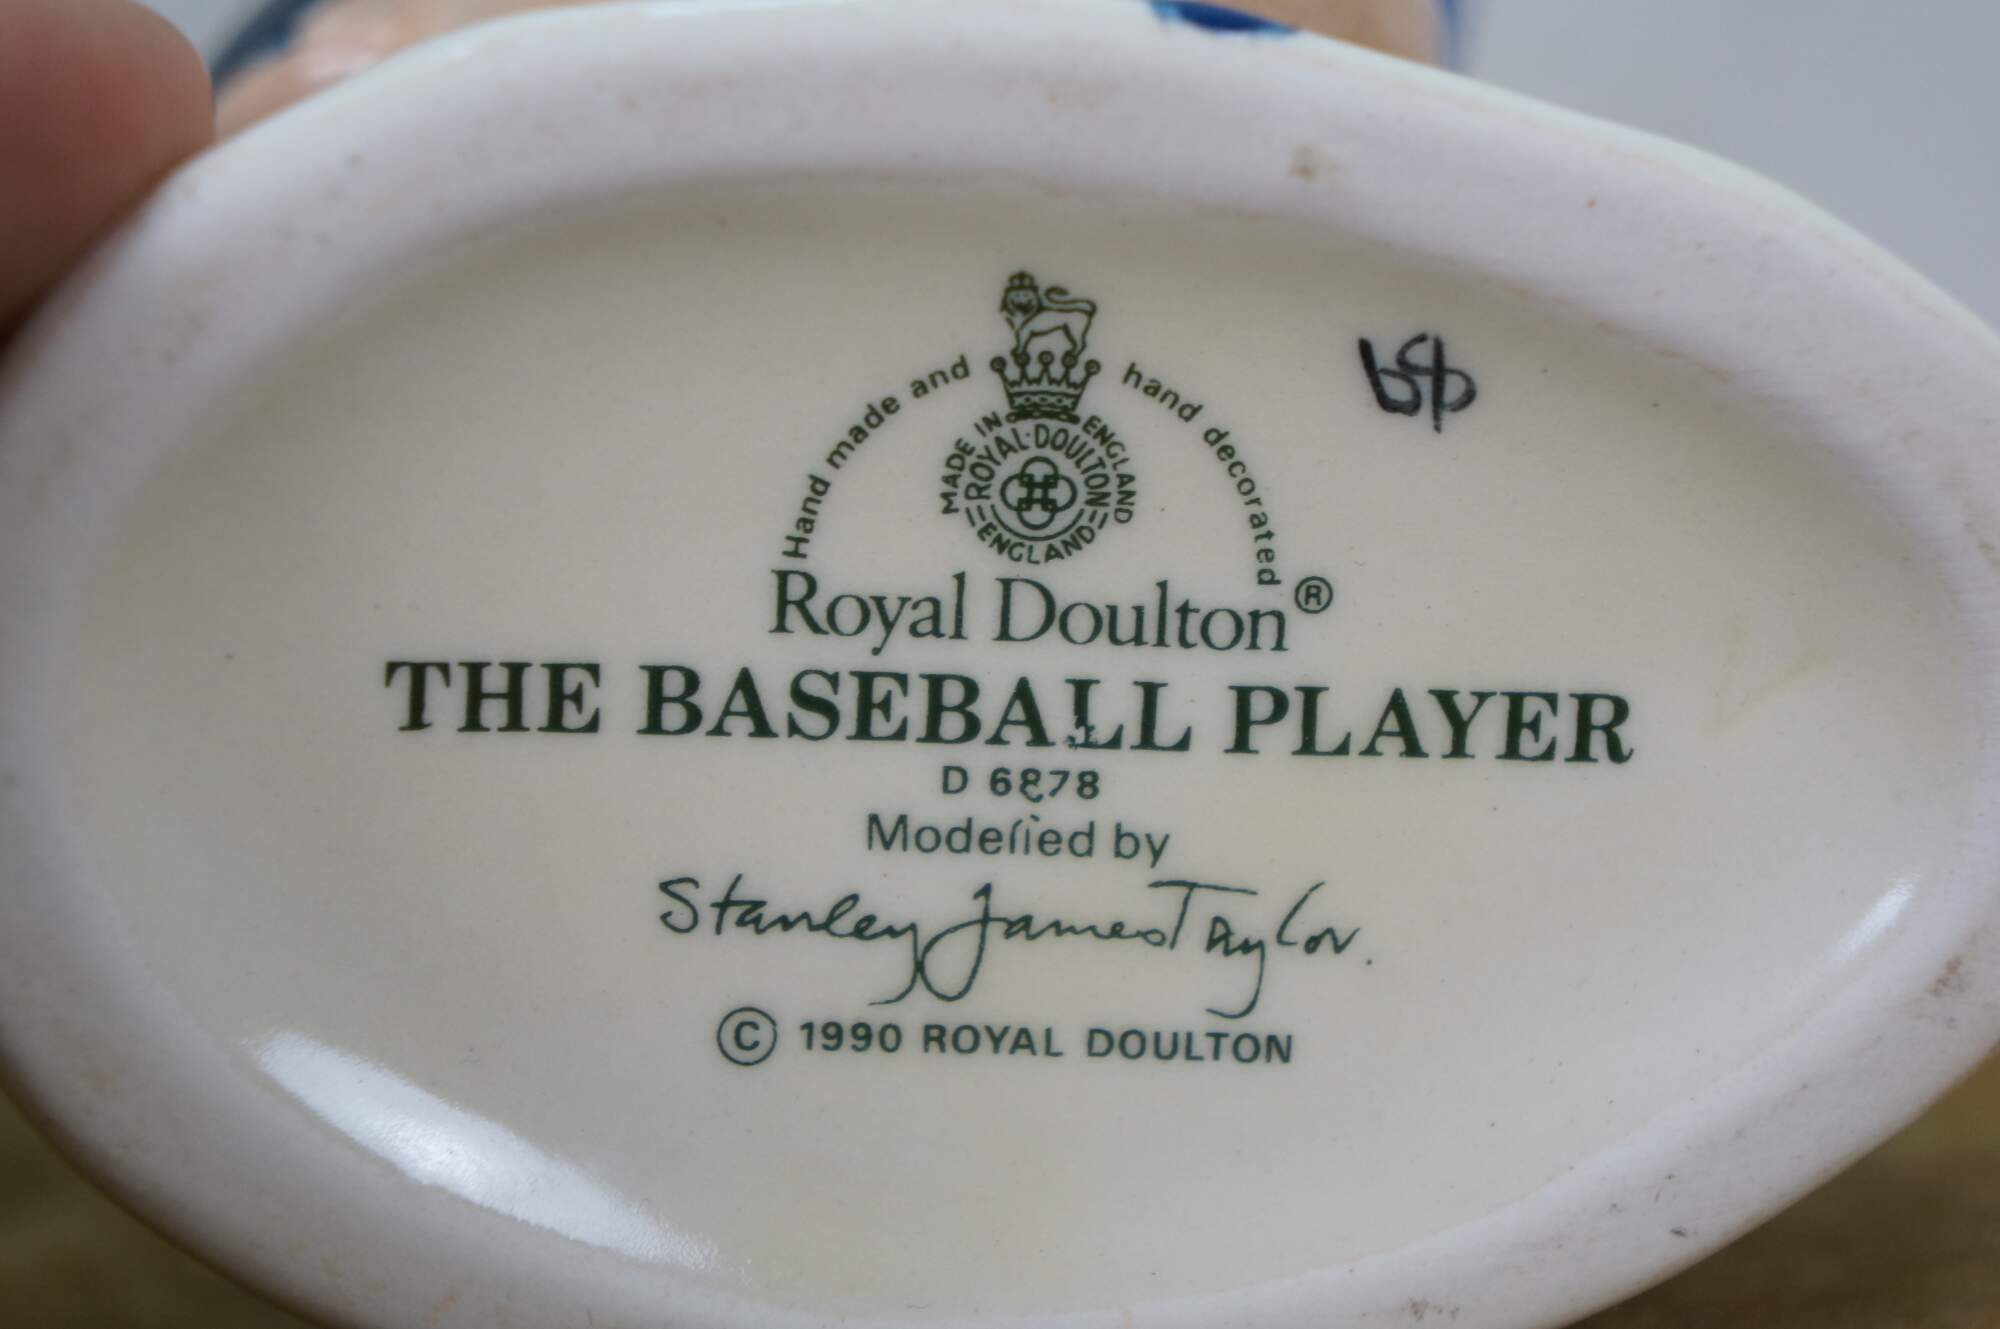 Hand made and hand decorated
MADE IN ENGLAND
ROYAL·DOULTON
ENGLAND
Royal Doulton®
THE BASEBALL PLAYER
D 6878
Modelled by
Stanley James Taylor.
© 1990 ROYAL DOULTON